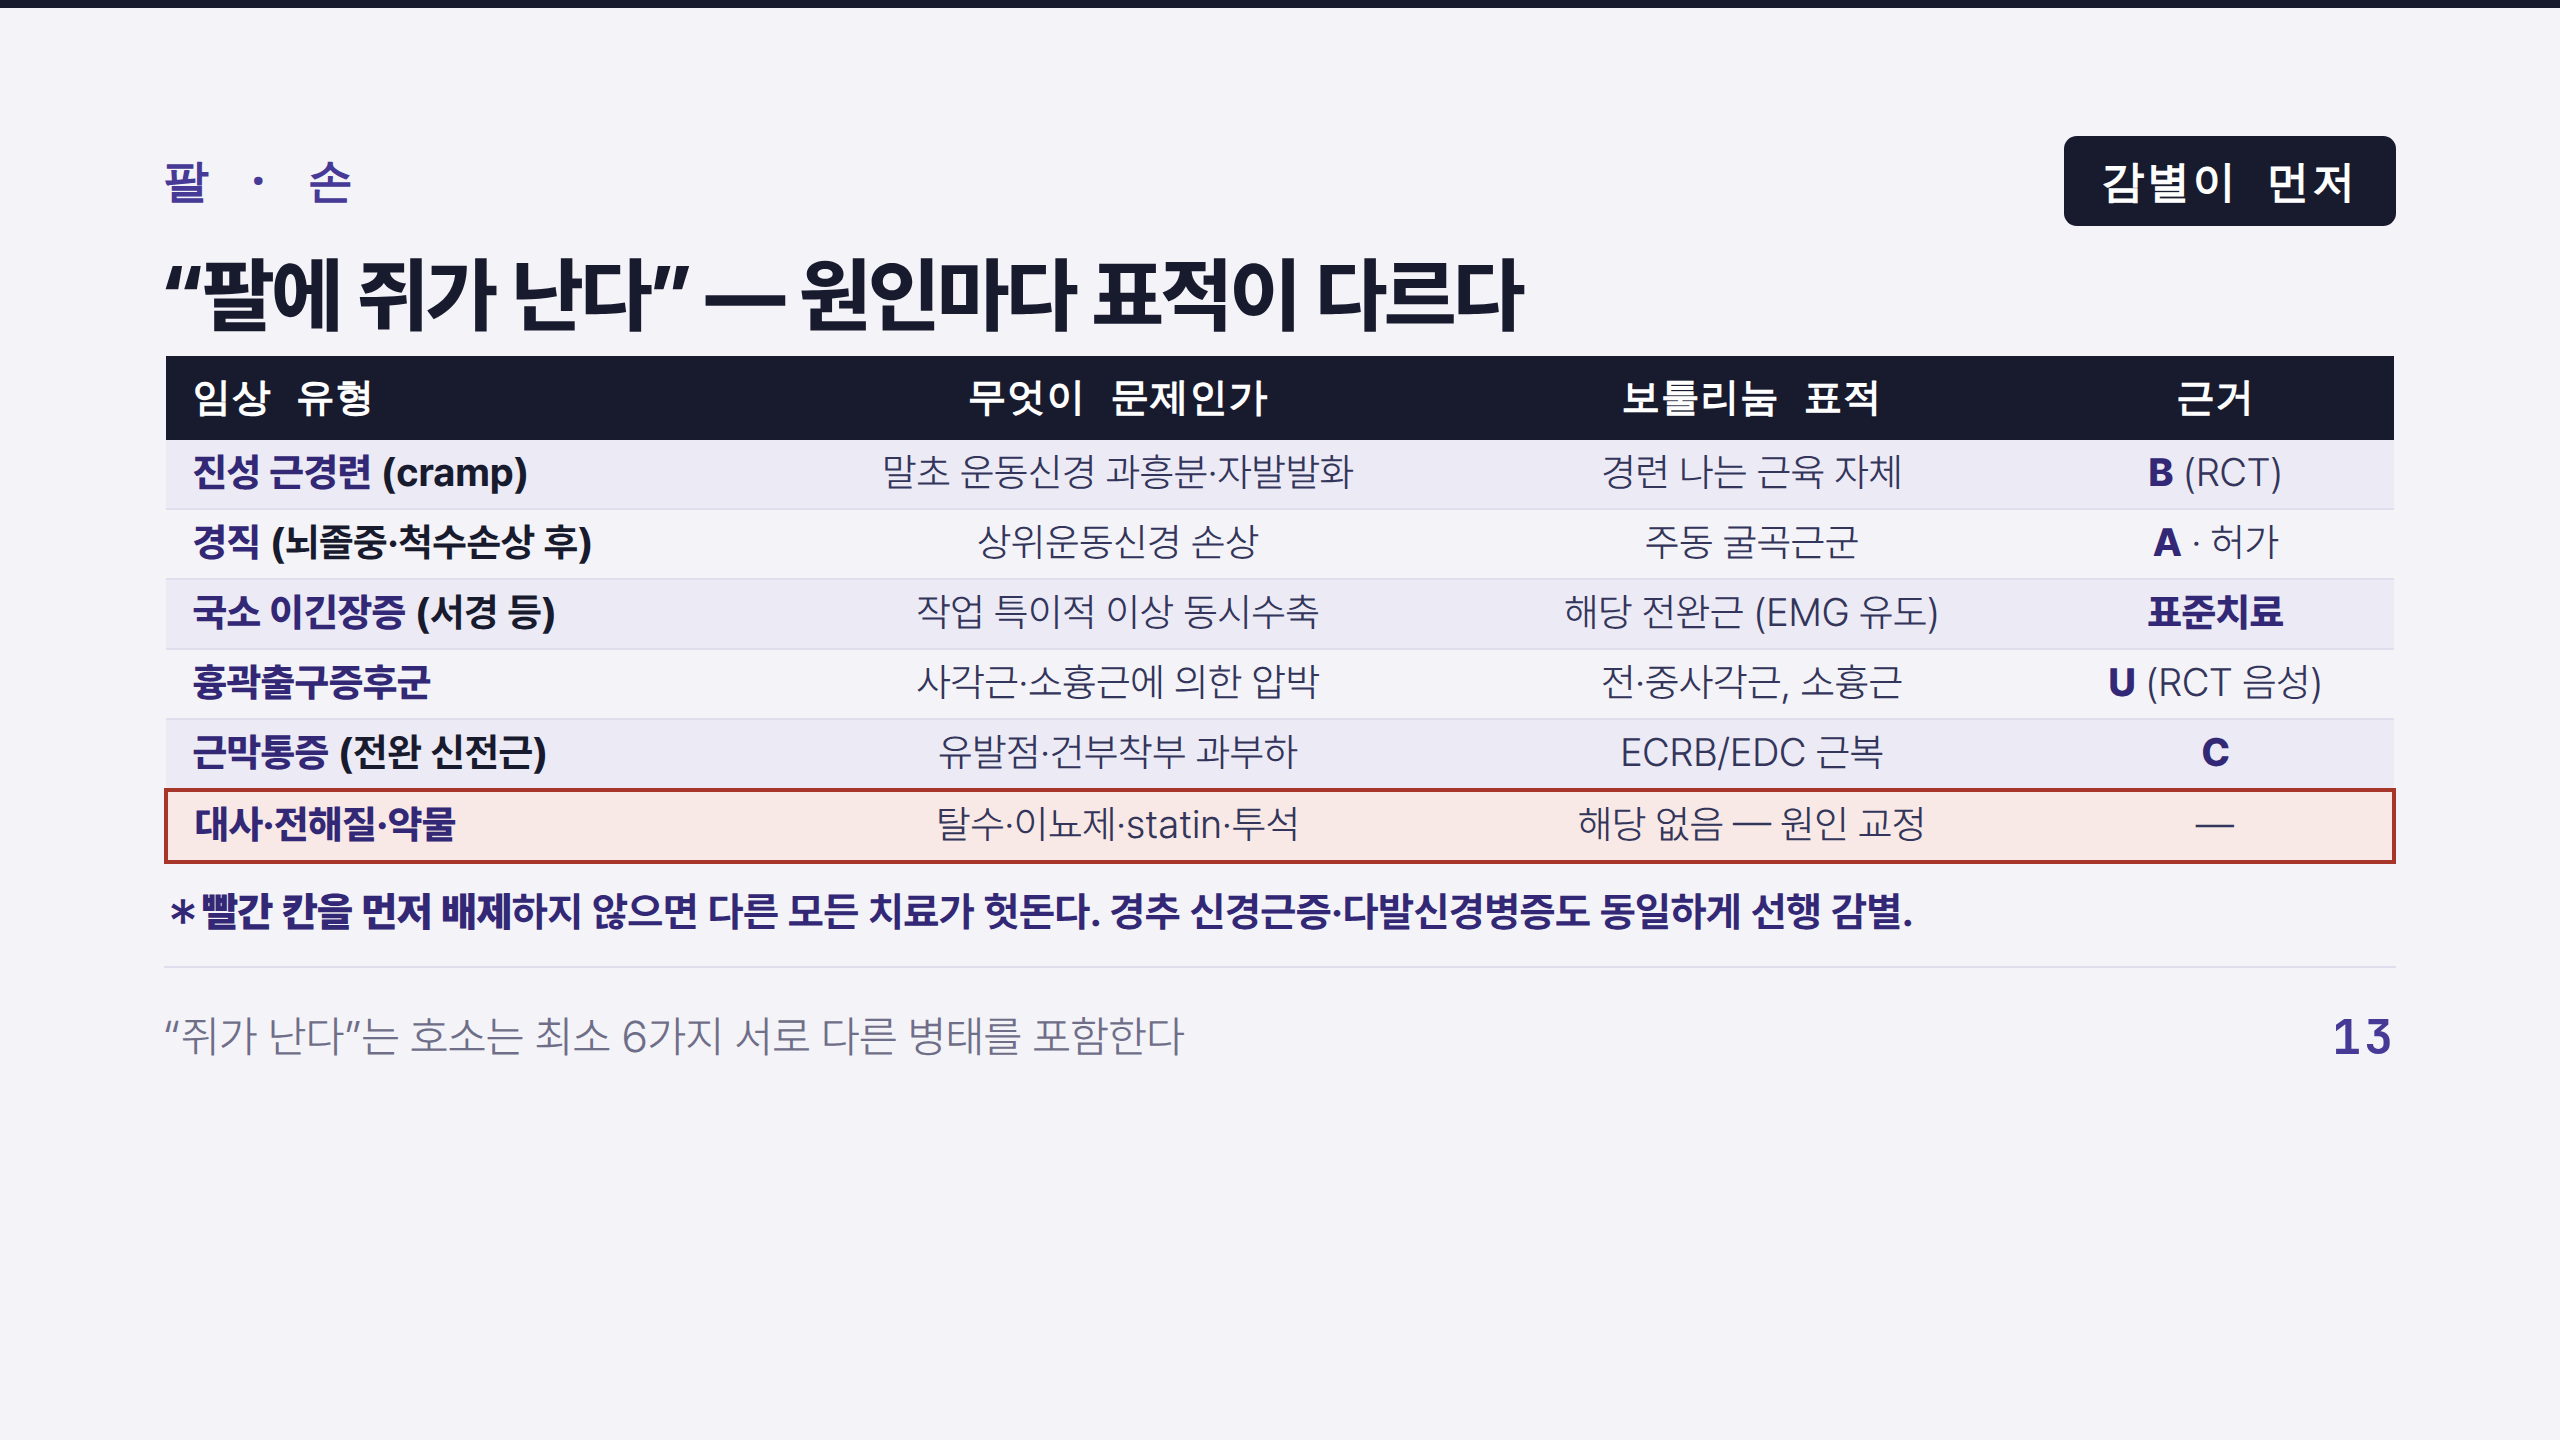 팔 · 손
감별이 먼저
“팔에 쥐가 난다” — 원인마다 표적이 다르다
임상 유형 무엇이 문제인가 보툴리눔 표적 근거
진성 근경련 (cramp) 말초 운동신경 과흥분·자발발화 경련 나는 근육 자체 B (RCT)
경직 (뇌졸중·척수손상 후) 상위운동신경 손상 주동 굴곡근군 A · 허가
국소 이긴장증 (서경 등) 작업 특이적 이상 동시수축 해당 전완근 (EMG 유도) 표준치료
흉곽출구증후군 사각근·소흉근에 의한 압박 전·중사각근, 소흉근 U (RCT 음성)
근막통증 (전완 신전근) 유발점·건부착부 과부하 ECRB/EDC 근복 C
대사·전해질·약물 탈수·이뇨제·statin·투석 해당 없음 — 원인 교정 —
*빨간 칸을 먼저 배제하지 않으면 다른 모든 치료가 헛돈다. 경추 신경근증·다발신경병증도 동일하게 선행 감별.
“쥐가 난다”는 호소는 최소 6가지 서로 다른 병태를 포함한다
13